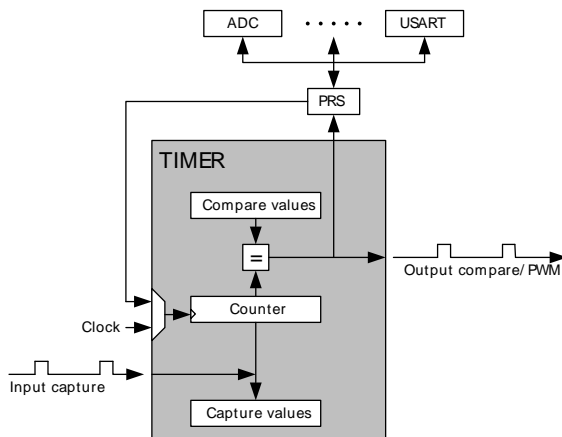 ADC
USART
PRS
TIMER
Compare values
=
Output compare/PWM
Counter
Clock
Input capture
Capture values